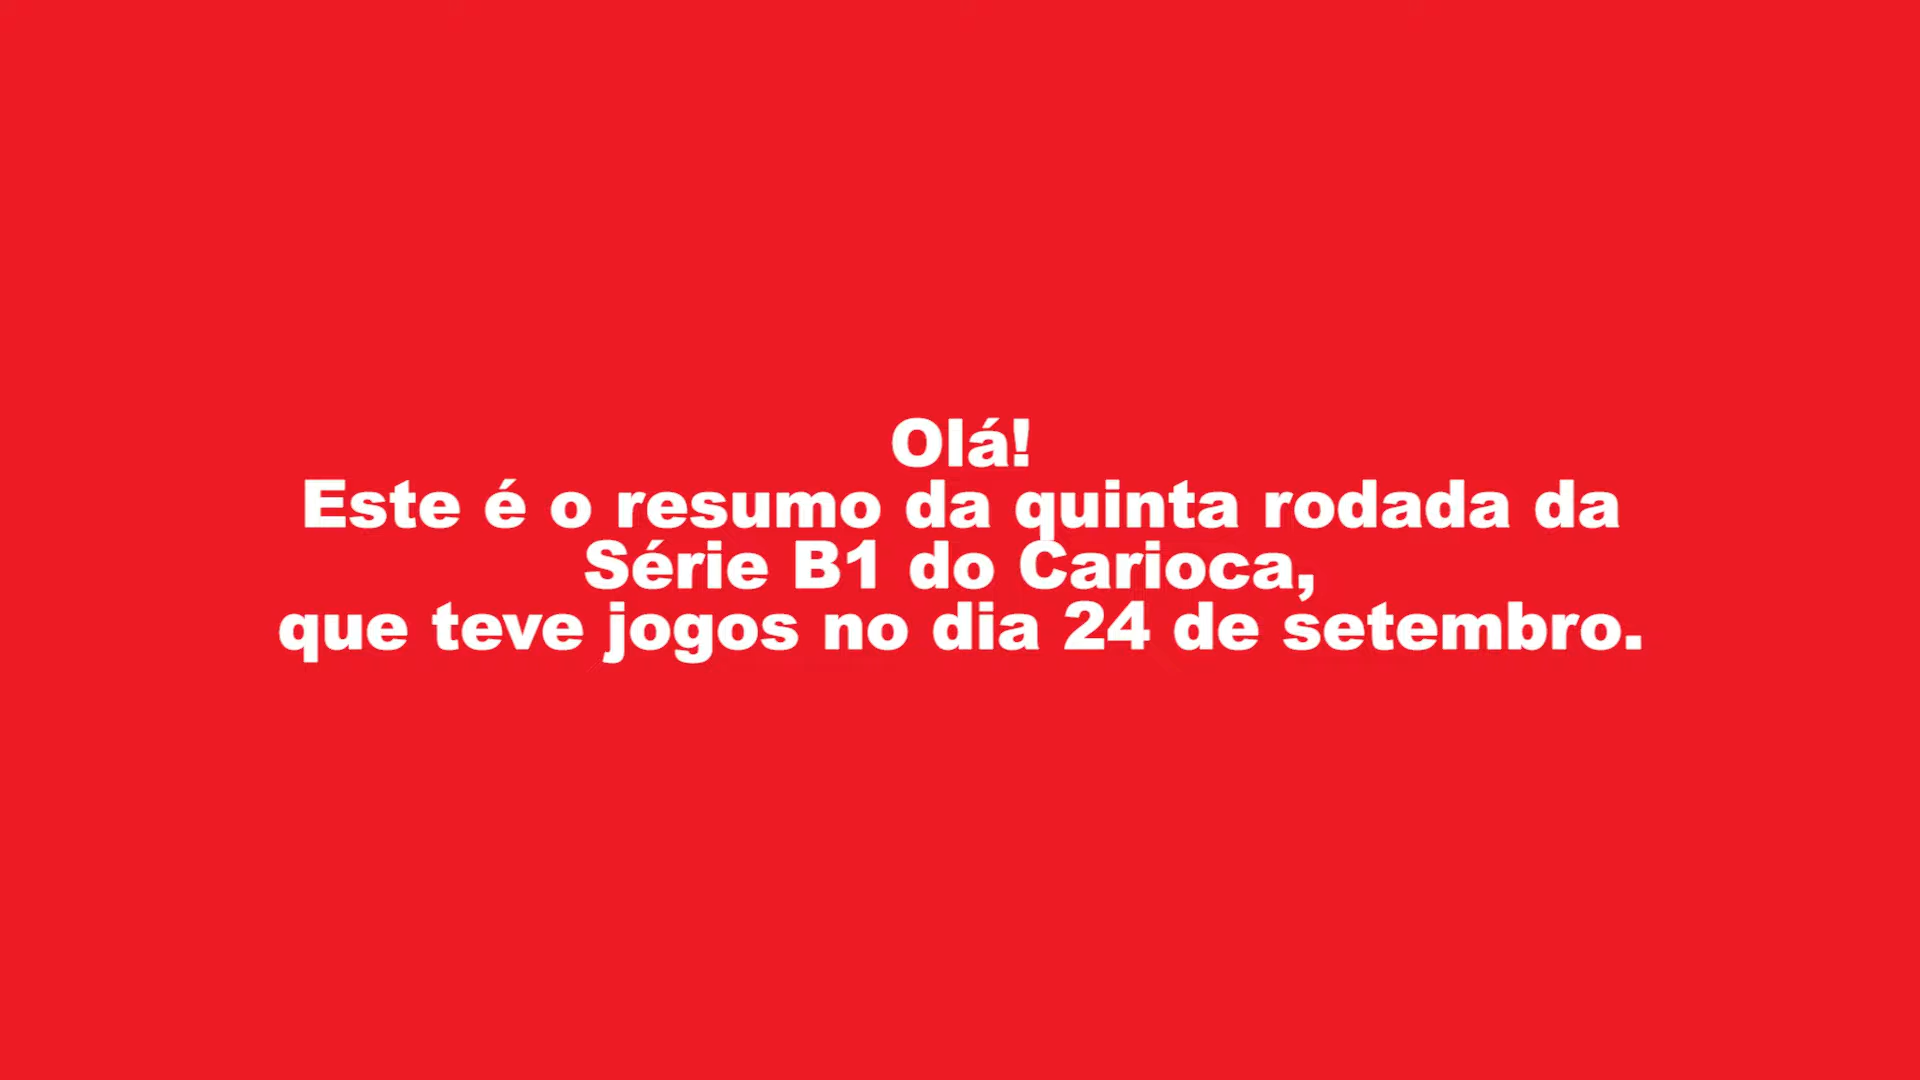 Olá!
Este é o resumo da quinta rodada da
Série B1 do Carioca,
que teve jogos no dia 24 de setembro.